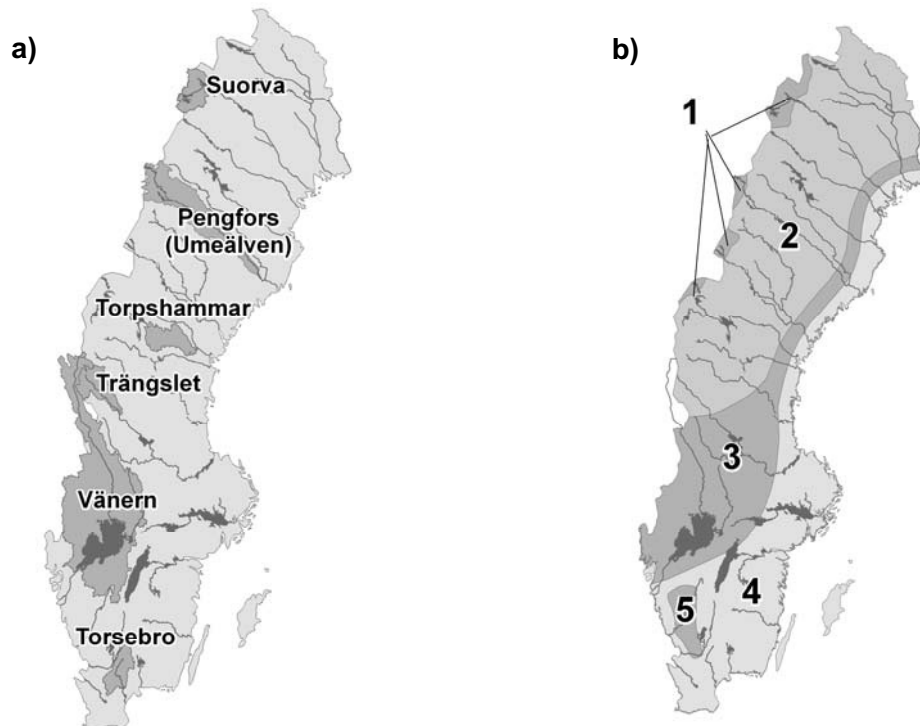 a)
Suorva
Pengfors
(Umeälven)
Torpshammar
Trängslet
Vänern
Torsebro
b)
1
2
3
4
5